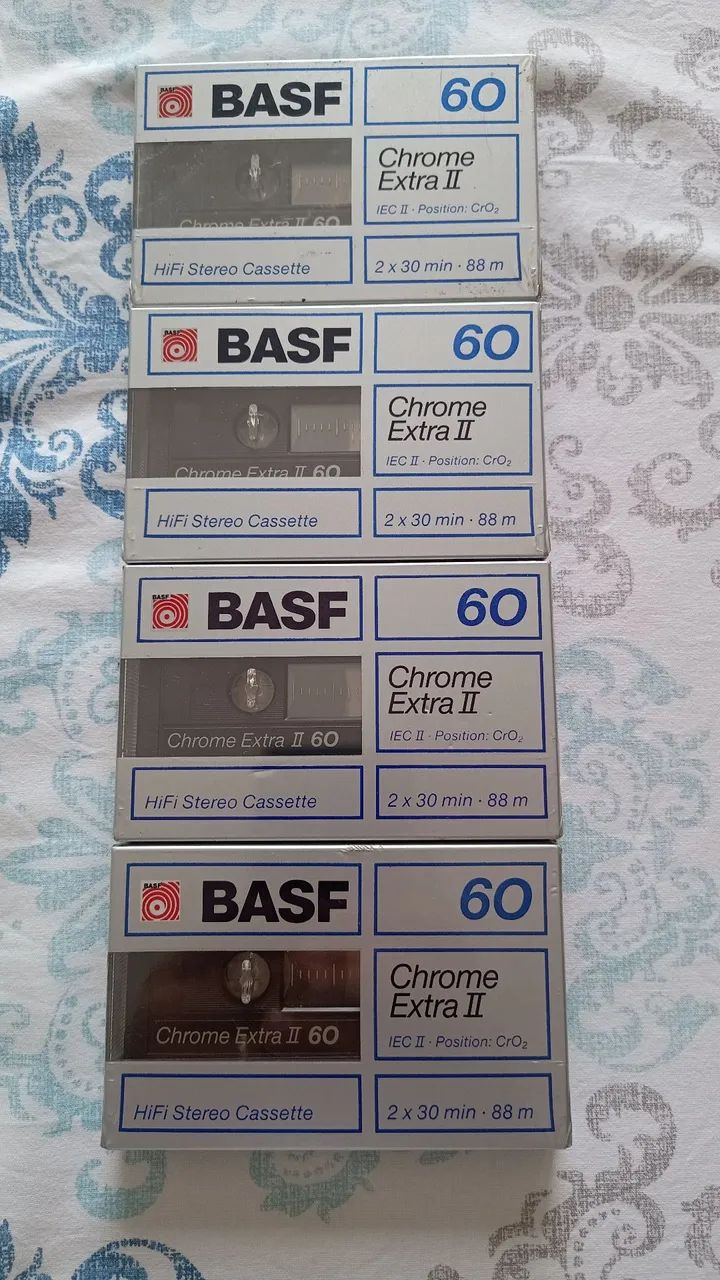 BASF BASF 60
Chrome
Extra II
IEC II · Position: CrO₂
Chrome Extra II 60
HiFi Stereo Cassette 2 x 30 min · 88 m
BASF BASF 60
Chrome
Extra II
IEC II · Position: CrO₂
Chrome Extra II 60
HiFi Stereo Cassette 2 x 30 min · 88 m
BASF BASF 60
Chrome
Extra II
IEC II · Position: CrO₂
Chrome Extra II 60
HiFi Stereo Cassette 2 x 30 min · 88 m
BASF BASF 60
Chrome
Extra II
IEC II · Position: CrO₂
Chrome Extra II 60
HiFi Stereo Cassette 2 x 30 min · 88 m